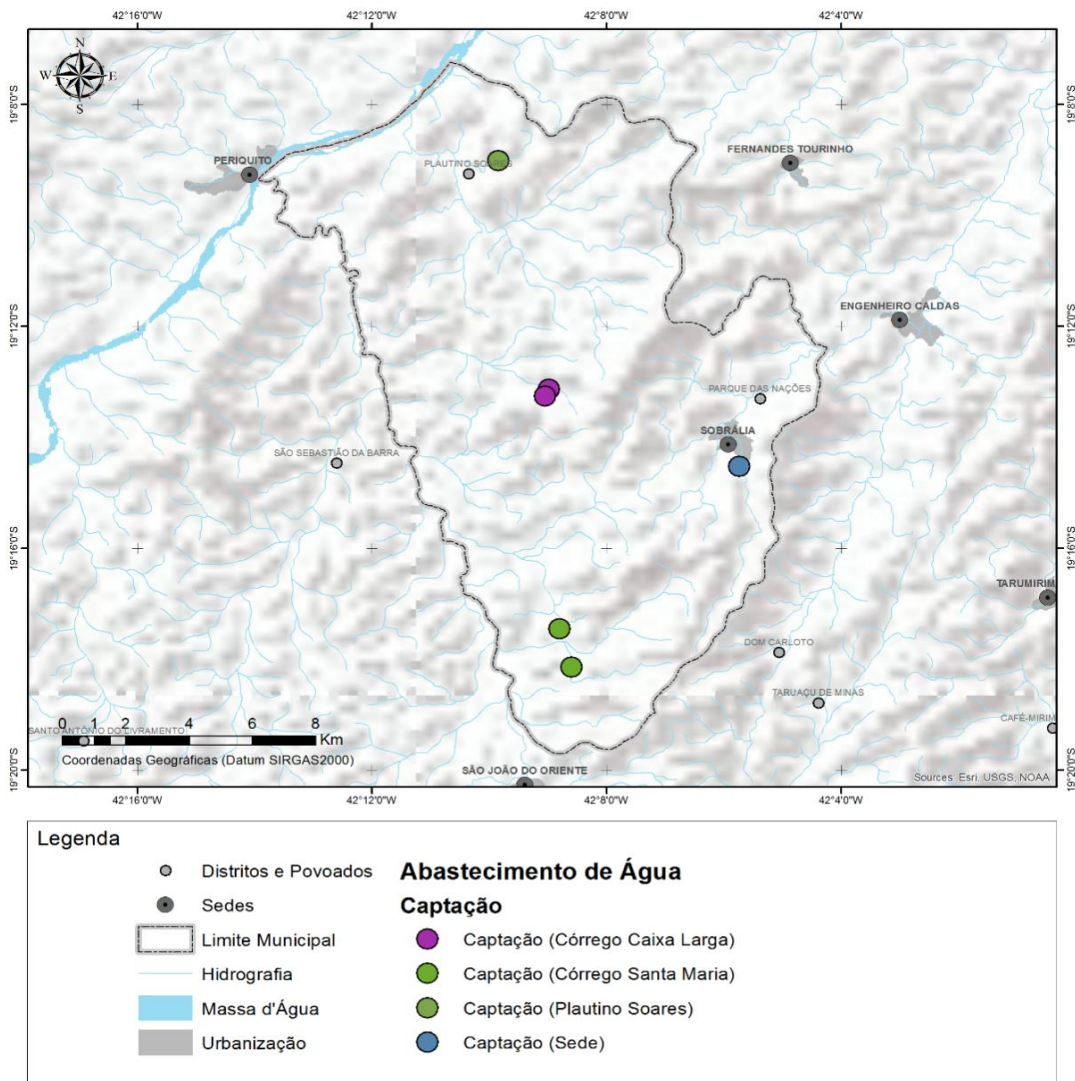 42°16'0"W 42°12'0"W 42°8'0"W 42°4'0"W
N
W E
S
19°8'0"S 19°8'0"S
PERIQUITO
PLAUTINO SOARES
FERNANDES TOURINHO
ENGENHEIRO CALDAS
19°12'0"S 19°12'0"S
PARQUE DAS NAÇÕES
SOBRÁLIA
SÃO SEBASTIÃO DA BARRA
19°16'0"S 19°16'0"S
TARUMIRIM
DOM CARLOTO
TARUAÇU DE MINAS
0 1 2 4 6 8
Km
SANTO ANTÔNIO DO LIVRAMENTO
CAFÉ-MIRIM
Coordenadas Geográficas (Datum SIRGAS2000)
SÃO JOÃO DO ORIENTE
19°20'0"S 19°20'0"S
Sources: Esri, USGS, NOAA
42°16'0"W 42°12'0"W 42°8'0"W 42°4'0"W
Legenda
Distritos e Povoados
Sedes
Limite Municipal
Hidrografia
Massa d'Água
Urbanização
Abastecimento de Água
Captação
Captação (Córrego Caixa Larga)
Captação (Córrego Santa Maria)
Captação (Plautino Soares)
Captação (Sede)